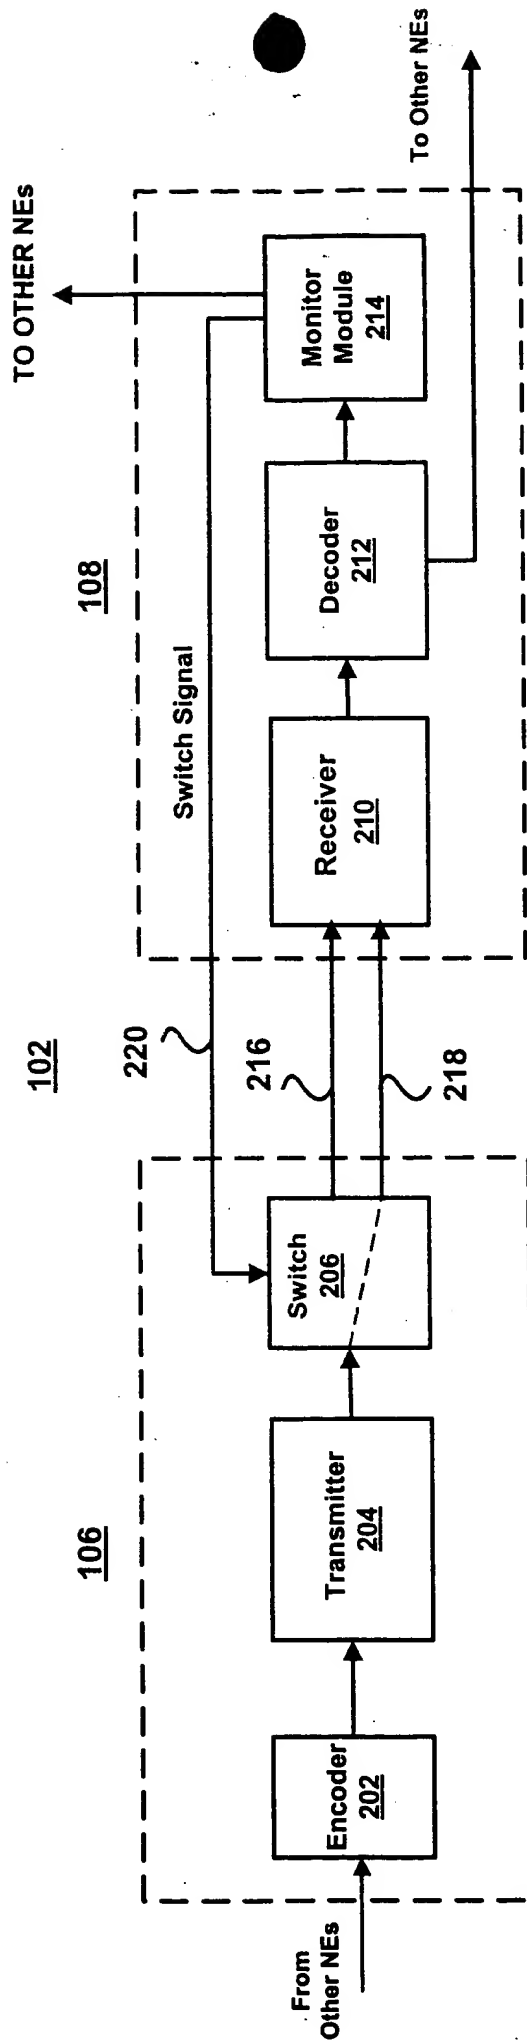 102
106
108
From
Other NEs
Encoder
202
Transmitter
204
Switch
206
220
216
218
Switch Signal
Receiver
210
Decoder
212
Monitor
Module
214
TO OTHER NEs
To Other NEs